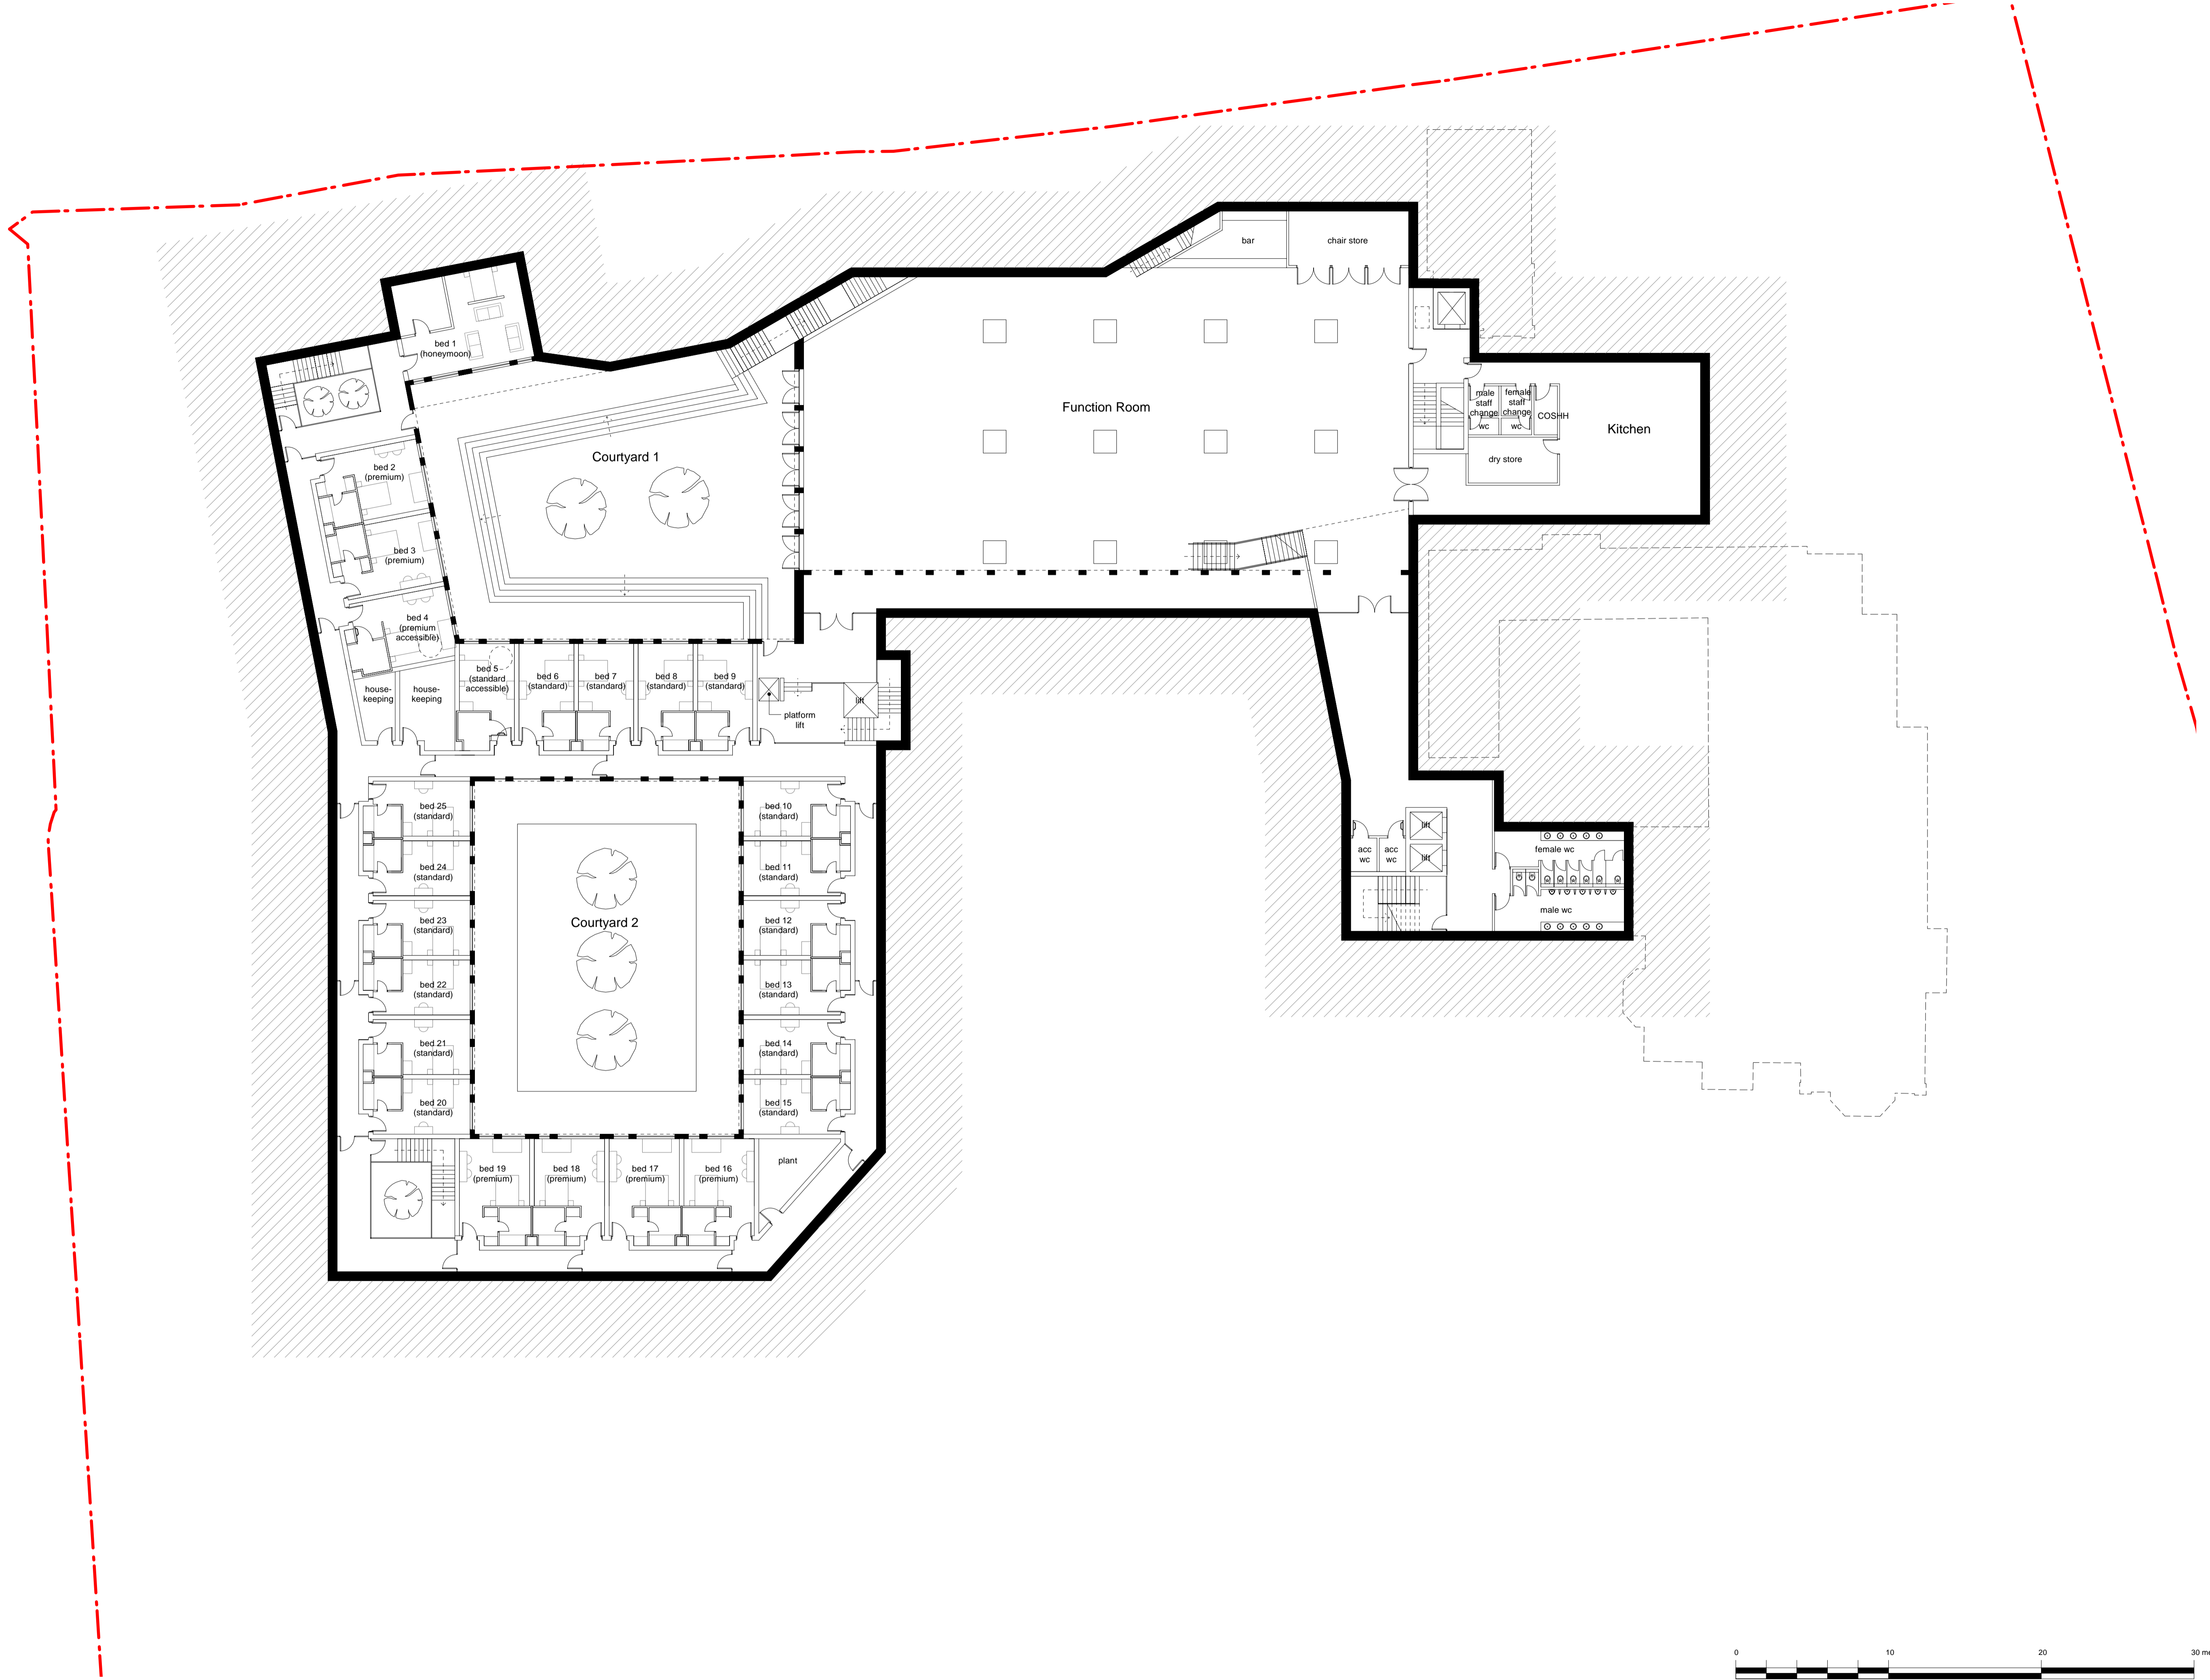 bar
chair store
bed 1
(honeymoon)
Function Room
male
staff
change
female
staff
change
COSHH
wc
wc
Kitchen
dry store
Courtyard 1
bed 2
(premium)
bed 3
(premium)
bed 4
(premium
accessible)
house-
keeping
house-
keeping
bed 5
(standard
accessible)
bed 6
(standard)
bed 7
(standard)
bed 8
(standard)
bed 9
(standard)
platform
lift
lift
bed 25
(standard)
bed 10
(standard)
bed 24
(standard)
bed 11
(standard)
bed 23
(standard)
Courtyard 2
bed 12
(standard)
bed 22
(standard)
bed 13
(standard)
bed 21
(standard)
bed 14
(standard)
bed 20
(standard)
bed 15
(standard)
bed 19
(premium)
bed 18
(premium)
bed 17
(premium)
bed 16
(premium)
plant
lift
lift
acc
wc
acc
wc
female wc
male wc
0 10 20 30 me